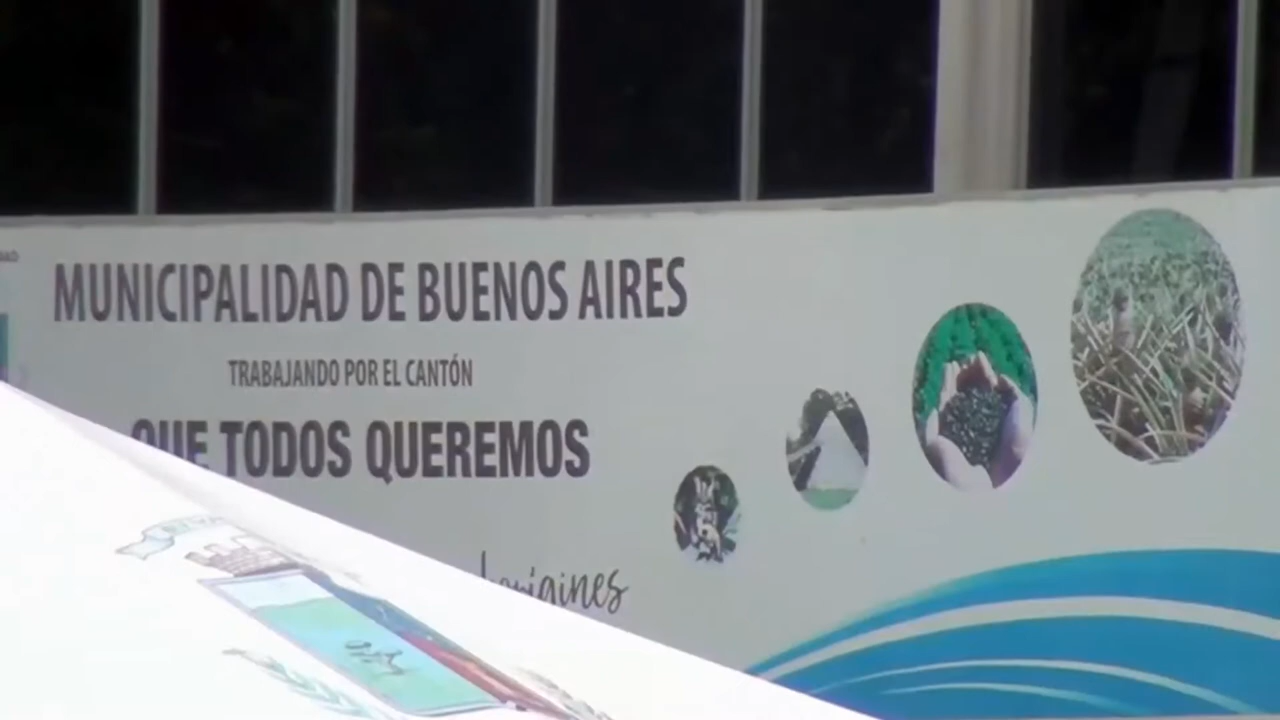 MUNICIPALIDAD DE BUENOS AIRES
TRABAJANDO POR EL CANTÓN
QUE TODOS QUEREMOS